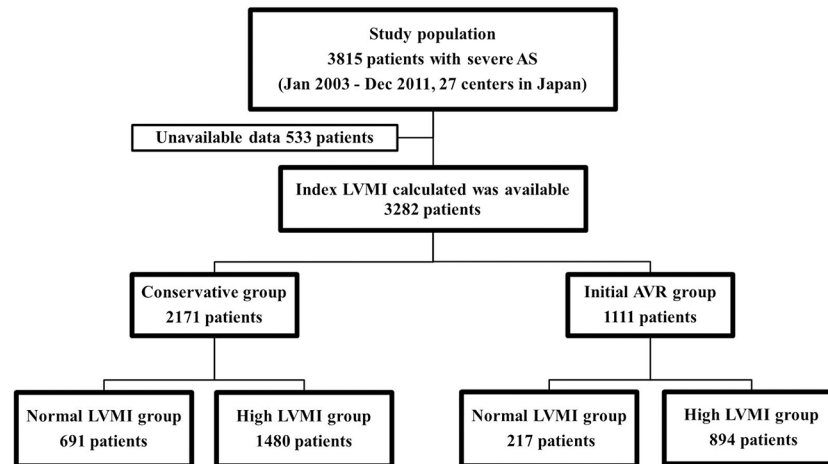 Study population
3815 patients with severe AS
(Jan 2003 - Dec 2011, 27 centers in Japan)
Unavailable data 533 patients
Index LVMI calculated was available
3282 patients
Conservative group
2171 patients
Initial AVR group
1111 patients
Normal LVMI group
691 patients
High LVMI group
1480 patients
Normal LVMI group
217 patients
High LVMI group
894 patients